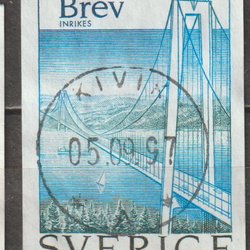 Brev
INRIKES
KIVIK
05.09.97
SVERIGE